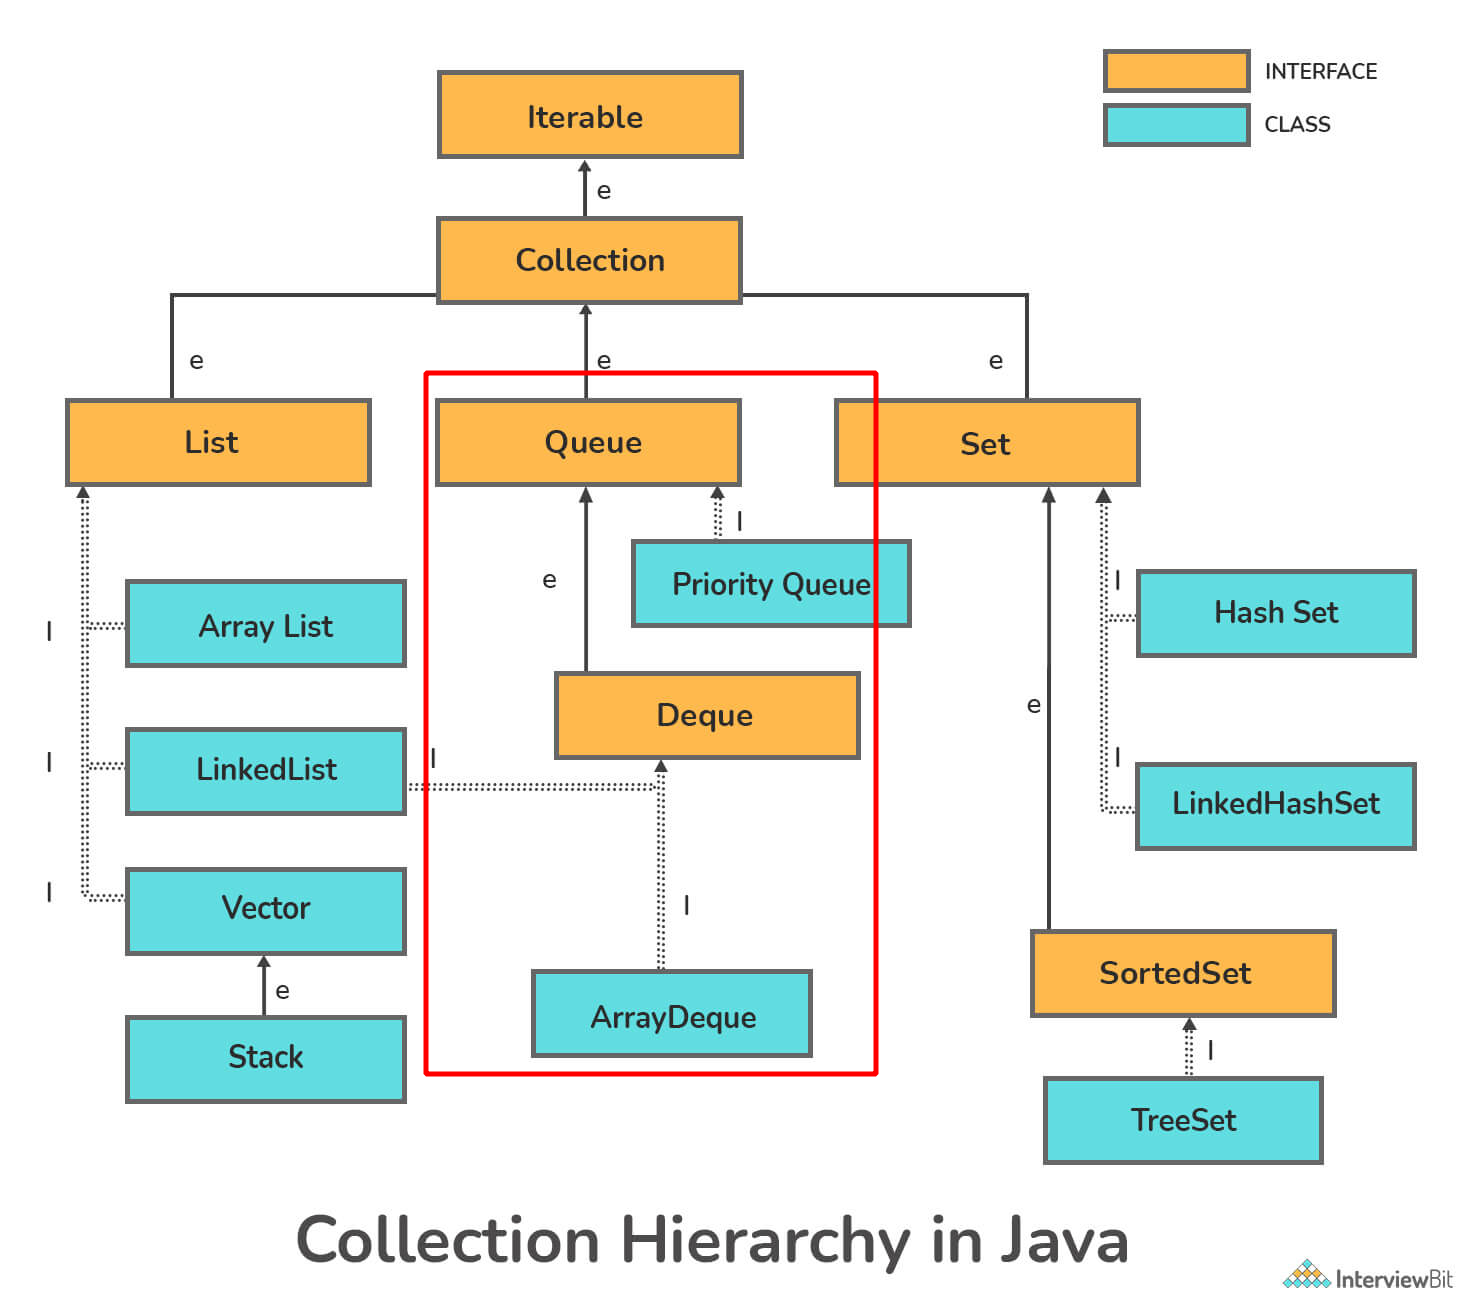 INTERFACE
CLASS
Iterable
e
Collection
e
e
e
List
Queue
Set
l
e
Priority Queue
l
Hash Set
l
Array List
e
Deque
l
l
l
LinkedList
LinkedHashSet
l
l
Vector
SortedSet
e
ArrayDeque
l
Stack
TreeSet
Collection Hierarchy in Java
InterviewBit